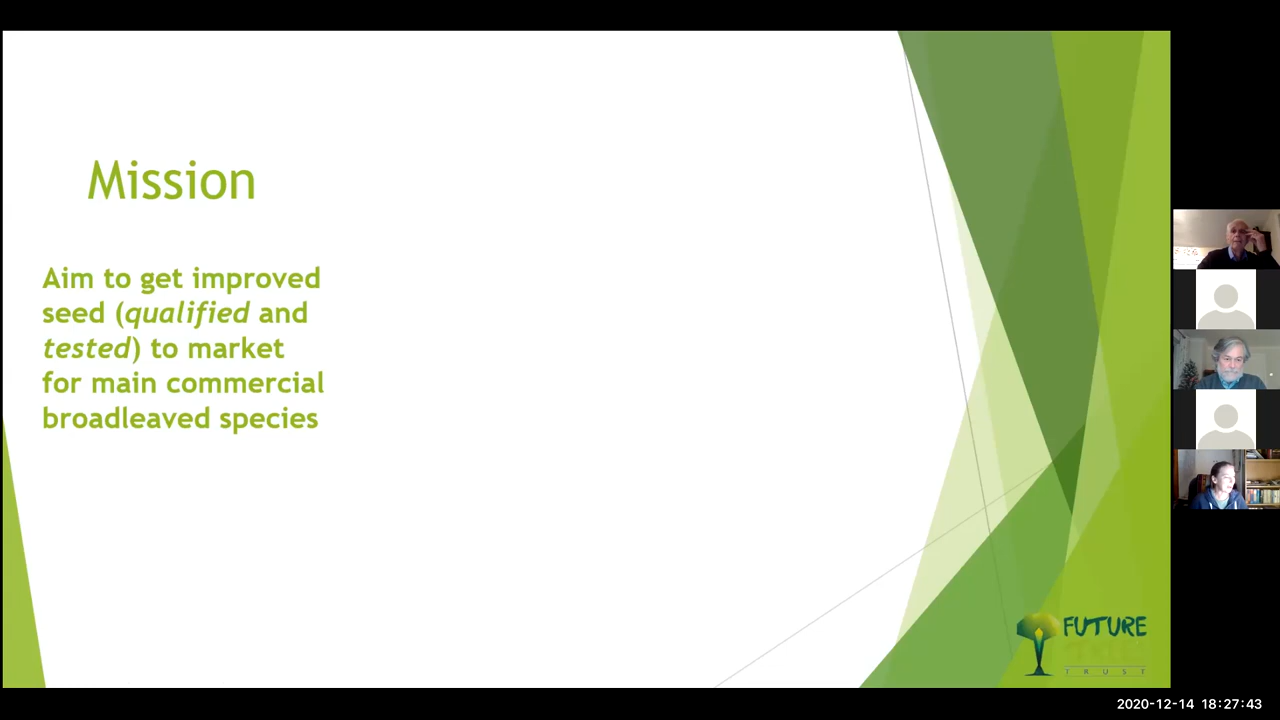 Mission
Aim to get improved
seed (qualified and
tested) to market
for main commercial
broadleaved species
FUTURE
TRUST
2020-12-14 18:27:43